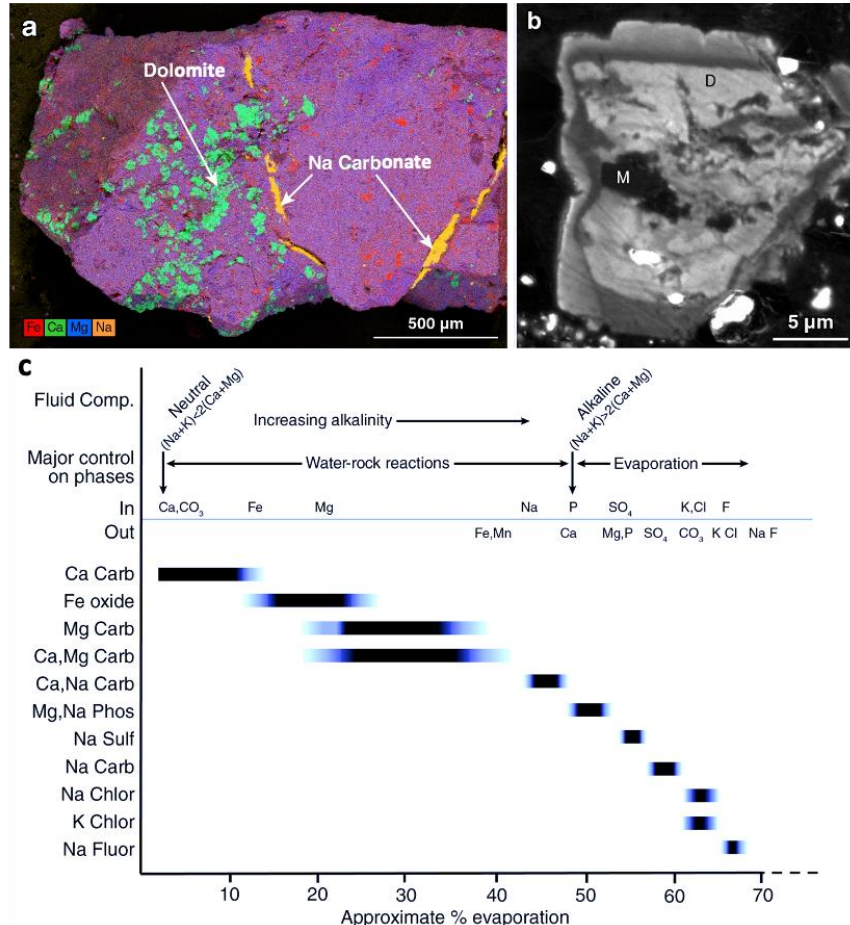 a
Dolomite
Na Carbonate
Fe Ca Mg Na
500 µm
b
D
M
5 µm
c
Fluid Comp.
Neutral
(Na+K)<2(Ca+Mg)
Increasing alkalinity
Alkaline
(Na+K)>2(Ca+Mg)
Major control
on phases
Water-rock reactions
Evaporation
In
Ca,CO₃ Fe Mg Na P SO₄ K,Cl F
Out
Fe,Mn Ca Mg,P SO₄ CO₃ K Cl Na F
Ca Carb
Fe oxide
Mg Carb
Ca,Mg Carb
Ca,Na Carb
Mg,Na Phos
Na Sulf
Na Carb
Na Chlor
K Chlor
Na Fluor
10 20 30 40 50 60 70
Approximate % evaporation